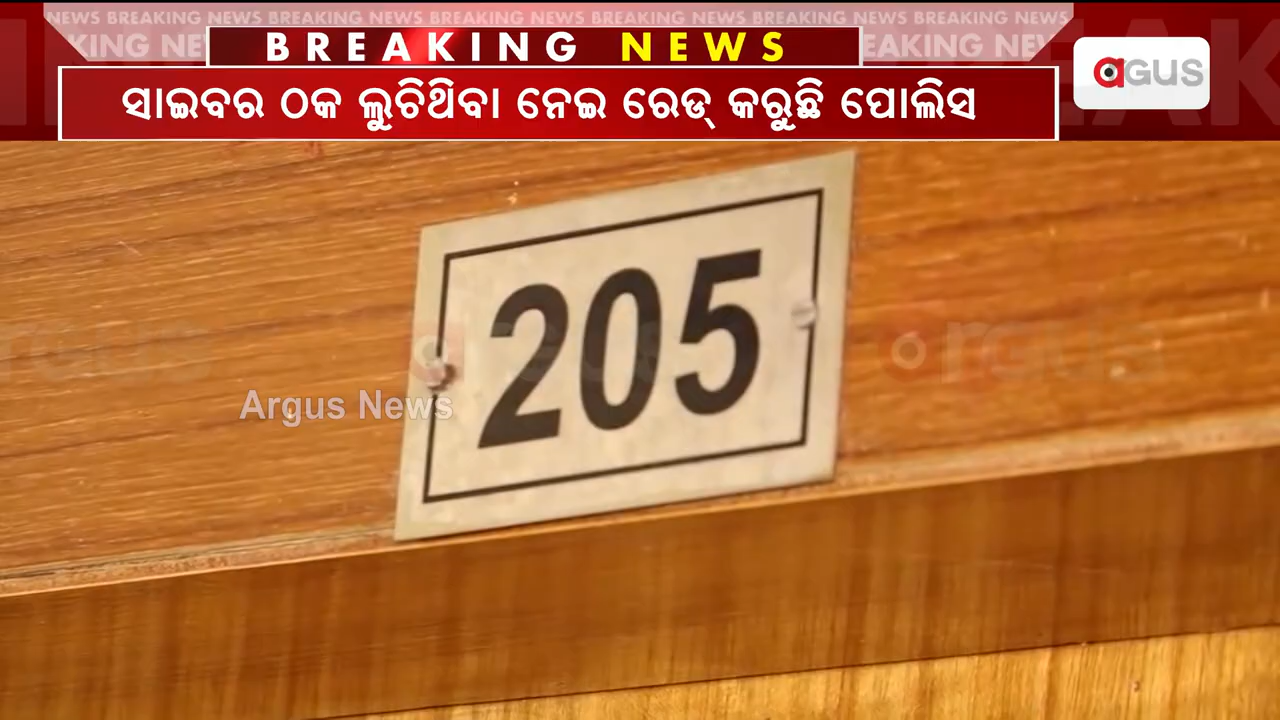 NEWS BREAKING NEWS BREAKING NEWS BREAKING NEWS BREAKING NEWS BREAKING NEWS BREAKING NEWS
BREAKING NEWS
aGUS
ସାଇବର ଠକ ଲୁଚିଥିବା ନେଇ ରେଡ୍ କରୁଛି ପୋଲିସ
205
Argus News